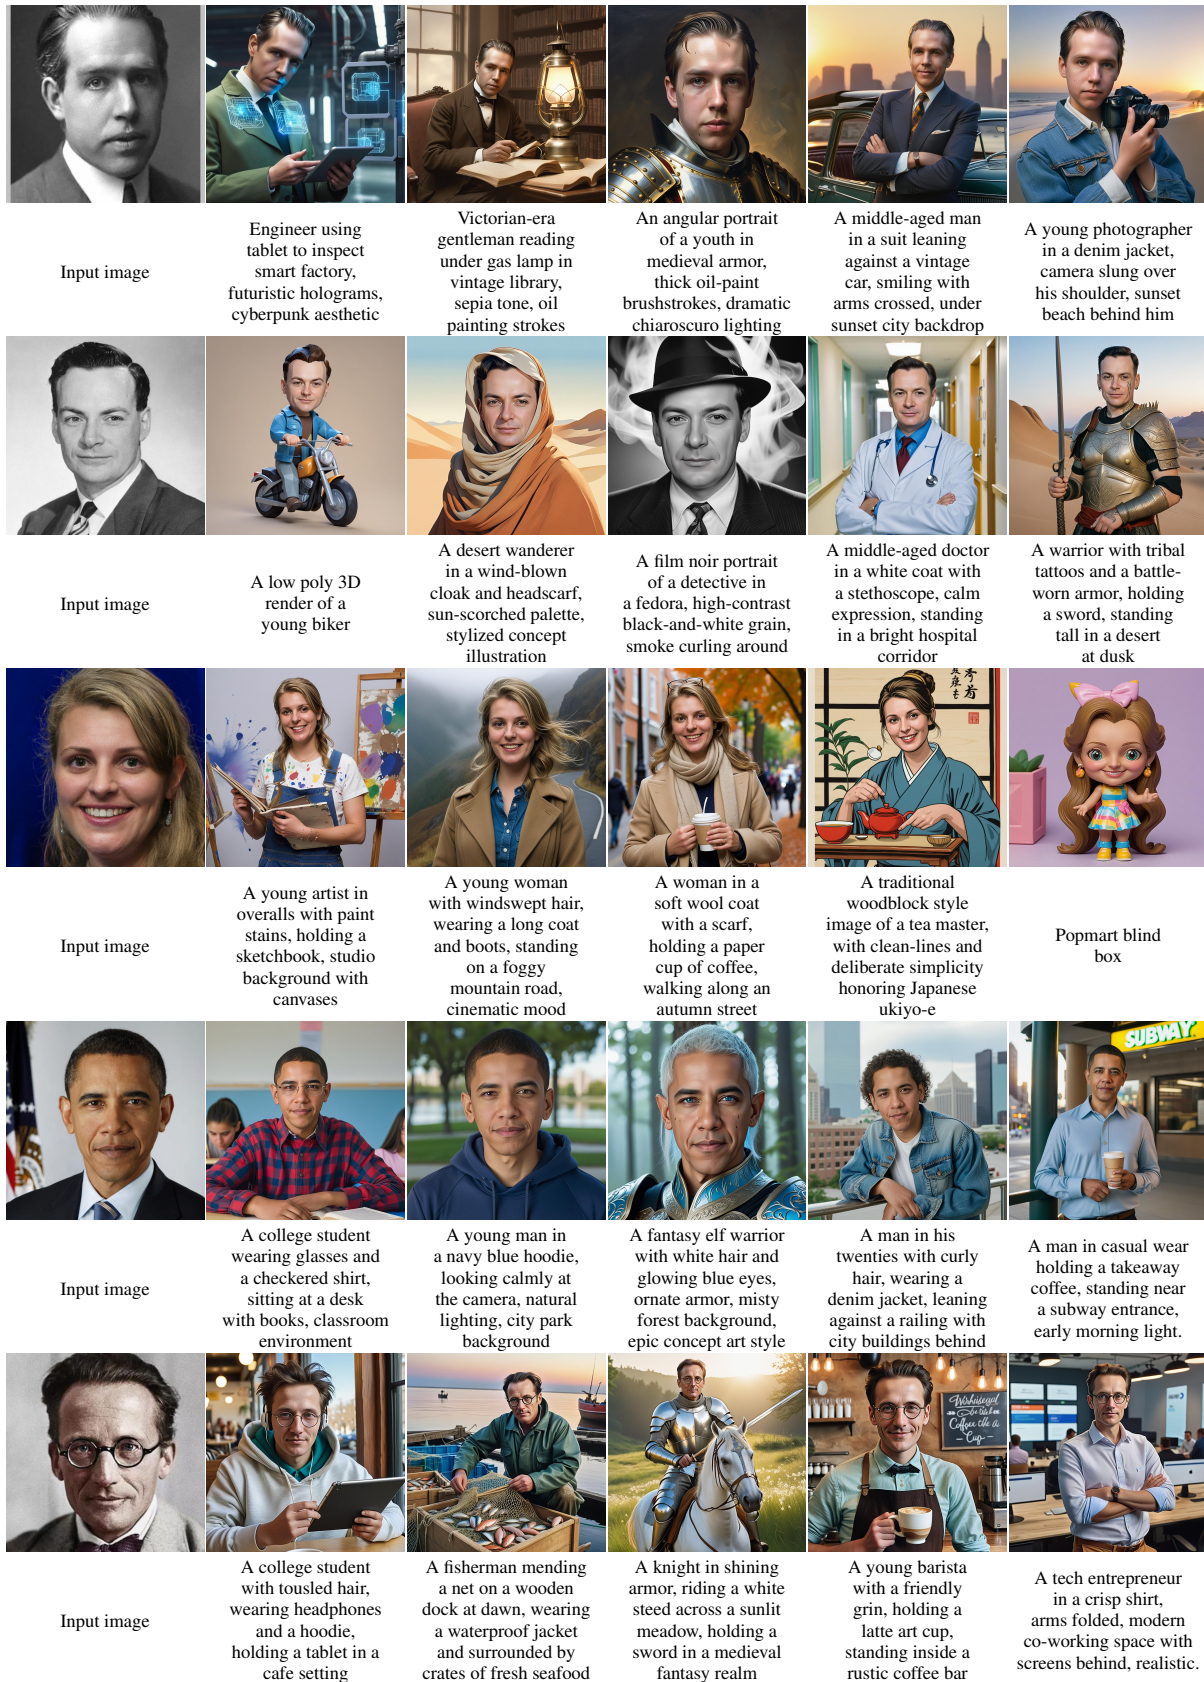 Input image
Engineer using
tablet to inspect
smart factory,
futuristic holograms,
cyberpunk aesthetic
Victorian-era
gentleman reading
under gas lamp in
vintage library,
sepia tone, oil
painting strokes
An angular portrait
of a youth in
medieval armor,
thick oil-paint
brushstrokes, dramatic
chiaroscuro lighting
A middle-aged man
in a suit leaning
against a vintage
car, smiling with
arms crossed, under
sunset city backdrop
A young photographer
in a denim jacket,
camera slung over
his shoulder, sunset
beach behind him
Input image
A low poly 3D
render of a
young biker
A desert wanderer
in a wind-blown
cloak and headscarf,
sun-scorched palette,
stylized concept
illustration
A film noir portrait
of a detective in
a fedora, high-contrast
black-and-white grain,
smoke curling around
A middle-aged doctor
in a white coat with
a stethoscope, calm
expression, standing
in a bright hospital
corridor
A warrior with tribal
tattoos and a battle-
worn armor, holding
a sword, standing
tall in a desert
at dusk
Input image
A young artist in
overalls with paint
stains, holding a
sketchbook, studio
background with
canvases
A young woman
with windswept hair,
wearing a long coat
and boots, standing
on a foggy
mountain road,
cinematic mood
A woman in a
soft wool coat
with a scarf,
holding a paper
cup of coffee,
walking along an
autumn street
A traditional
woodblock style
image of a tea master,
with clean-lines and
deliberate simplicity
honoring Japanese
ukiyo-e
Popmart blind
box
SUBWAY
Input image
A college student
wearing glasses and
a checkered shirt,
sitting at a desk
with books, classroom
environment
A young man in
a navy blue hoodie,
looking calmly at
the camera, natural
lighting, city park
background
A fantasy elf warrior
with white hair and
glowing blue eyes,
ornate armor, misty
forest background,
epic concept art style
A man in his
twenties with curly
hair, wearing a
denim jacket, leaning
against a railing with
city buildings behind
A man in casual wear
holding a takeaway
coffee, standing near
a subway entrance,
early morning light.
Coffee
Cup
Input image
A college student
with tousled hair,
wearing headphones
and a hoodie,
holding a tablet in a
cafe setting
A fisherman mending
a net on a wooden
dock at dawn, wearing
a waterproof jacket
and surrounded by
crates of fresh seafood
A knight in shining
armor, riding a white
steed across a sunlit
meadow, holding a
sword in a medieval
fantasy realm
A young barista
with a friendly
grin, holding a
latte art cup,
standing inside a
rustic coffee bar
A tech entrepreneur
in a crisp shirt,
arms folded, modern
co-working space with
screens behind, realistic.